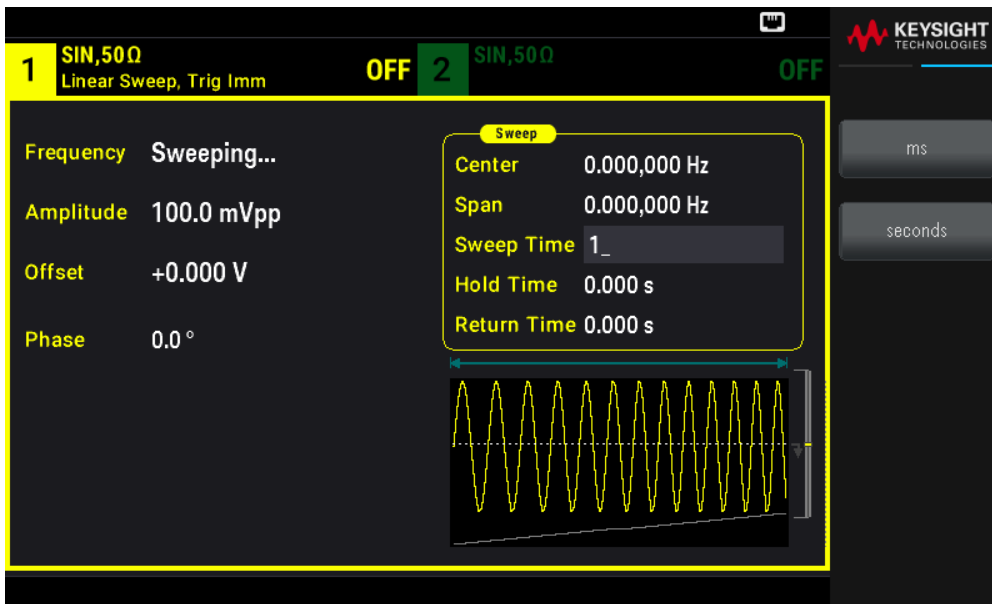 KEYSIGHT
TECHNOLOGIES
1 SIN,50Ω OFF 2 SIN,50Ω OFF
Linear Sweep, Trig Imm
Frequency Sweeping...
Amplitude 100.0 mVpp
Offset +0.000 V
Phase 0.0 °
Sweep
Center 0.000,000 Hz
Span 0.000,000 Hz
Sweep Time 1_
Hold Time 0.000 s
Return Time 0.000 s
ms
seconds